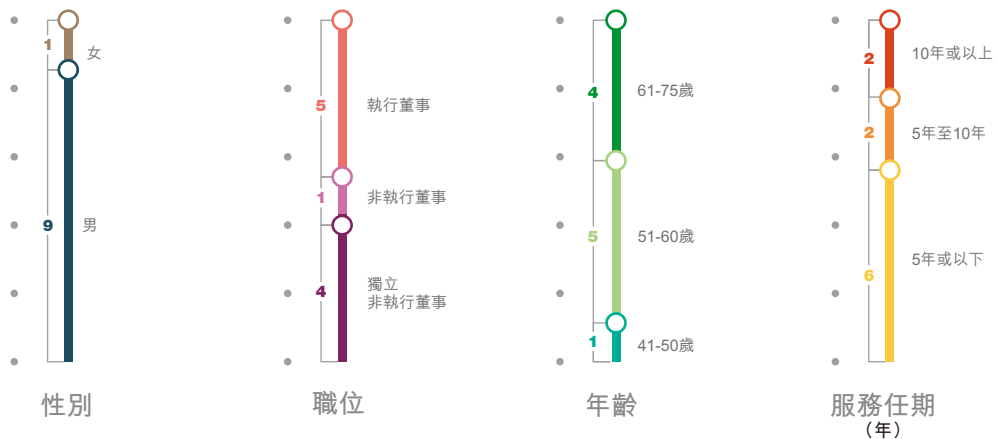 1
女
9
男
性別
5
執行董事
1
非執行董事
4
獨立
非執行董事
職位
4
61-75歲
5
51-60歲
1
41-50歲
年齡
2
10年或以上
2
5年至10年
6
5年或以下
服務任期
（年）